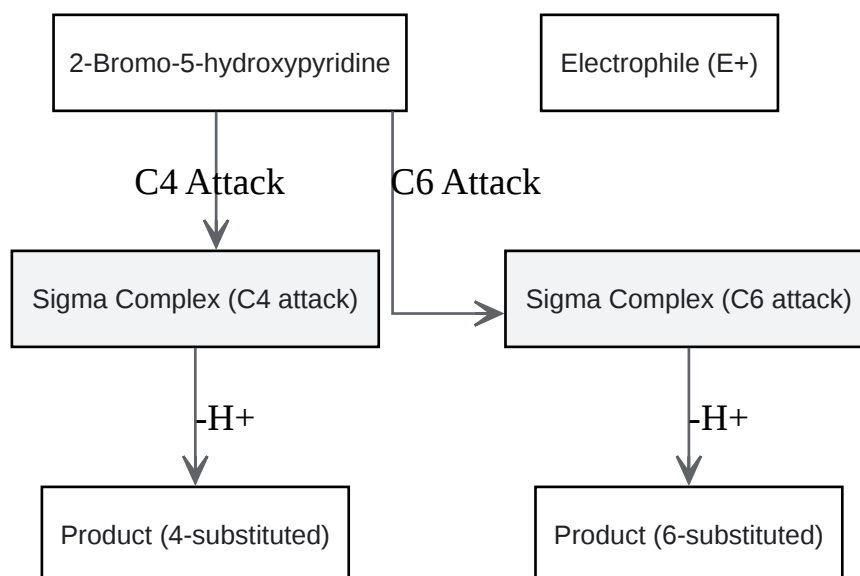 2-Bromo-5-hydroxypyridine
Electrophile (E+)
C4 Attack
C6 Attack
Sigma Complex (C4 attack)
Sigma Complex (C6 attack)
-H+
-H+
Product (4-substituted)
Product (6-substituted)